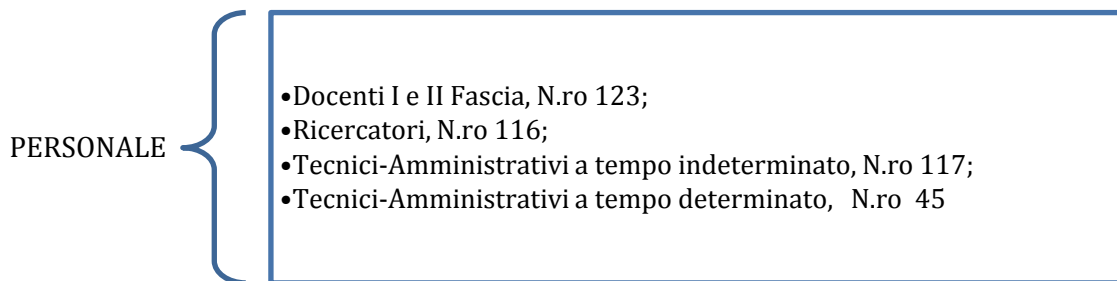 PERSONALE
•Docenti I e II Fascia, N.ro 123;
•Ricercatori, N.ro 116;
•Tecnici-Amministrativi a tempo indeterminato, N.ro 117;
•Tecnici-Amministrativi a tempo determinato, N.ro 45